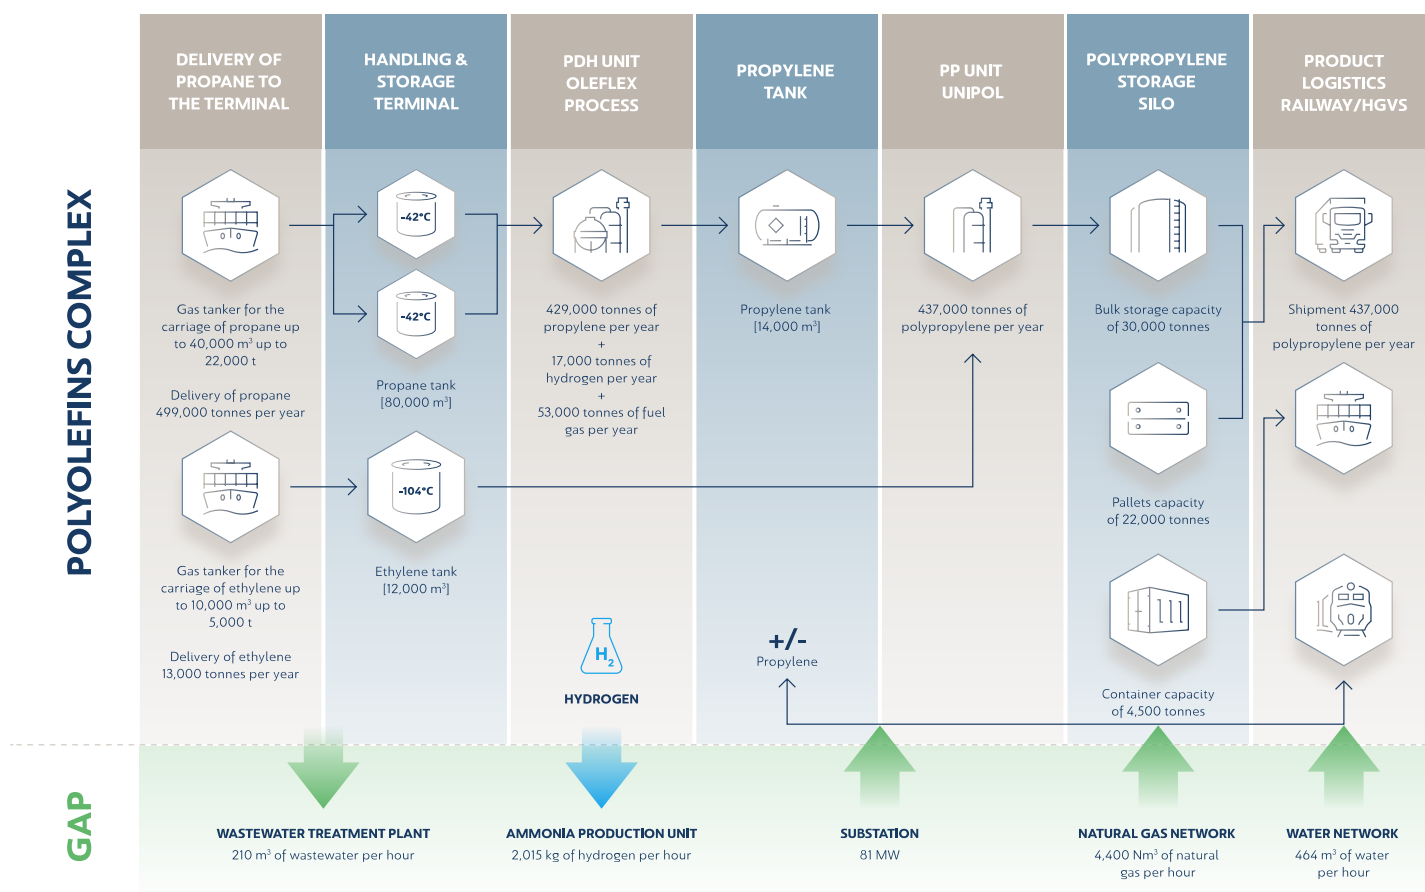 DELIVERY OF
PROPANE TO
THE TERMINAL
HANDLING &
STORAGE
TERMINAL
PDH UNIT
OLEFLEX
PROCESS
PROPYLENE
TANK
PP UNIT
UNIPOL
POLYPROPYLENE
STORAGE
SILO
PRODUCT
LOGISTICS
RAILWAY/HGVS
POLYOLEFINS COMPLEX
Gas tanker for the
carriage of propane up
to 40,000 m³ up to
22,000 t
Delivery of propane
499,000 tonnes per year
Gas tanker for the
carriage of ethylene up
to 10,000 m³ up to
5,000 t
Delivery of ethylene
13,000 tonnes per year
-42°C
-42°C
Propane tank
[80,000 m³]
-104°C
Ethylene tank
[12,000 m³]
429,000 tonnes of
propylene per year
+
17,000 tonnes of
hydrogen per year
+
53,000 tonnes of fuel
gas per year
H₂
HYDROGEN
Propylene tank
[14,000 m³]
+/-
Propylene
437,000 tonnes of
polypropylene per year
Bulk storage capacity
of 30,000 tonnes
Pallets capacity
of 22,000 tonnes
Container capacity
of 4,500 tonnes
Shipment 437,000
tonnes of
polypropylene per year
GAP
WASTEWATER TREATMENT PLANT
210 m³ of wastewater per hour
AMMONIA PRODUCTION UNIT
2,015 kg of hydrogen per hour
SUBSTATION
81 MW
NATURAL GAS NETWORK
4,400 Nm³ of natural
gas per hour
WATER NETWORK
464 m³ of water
per hour